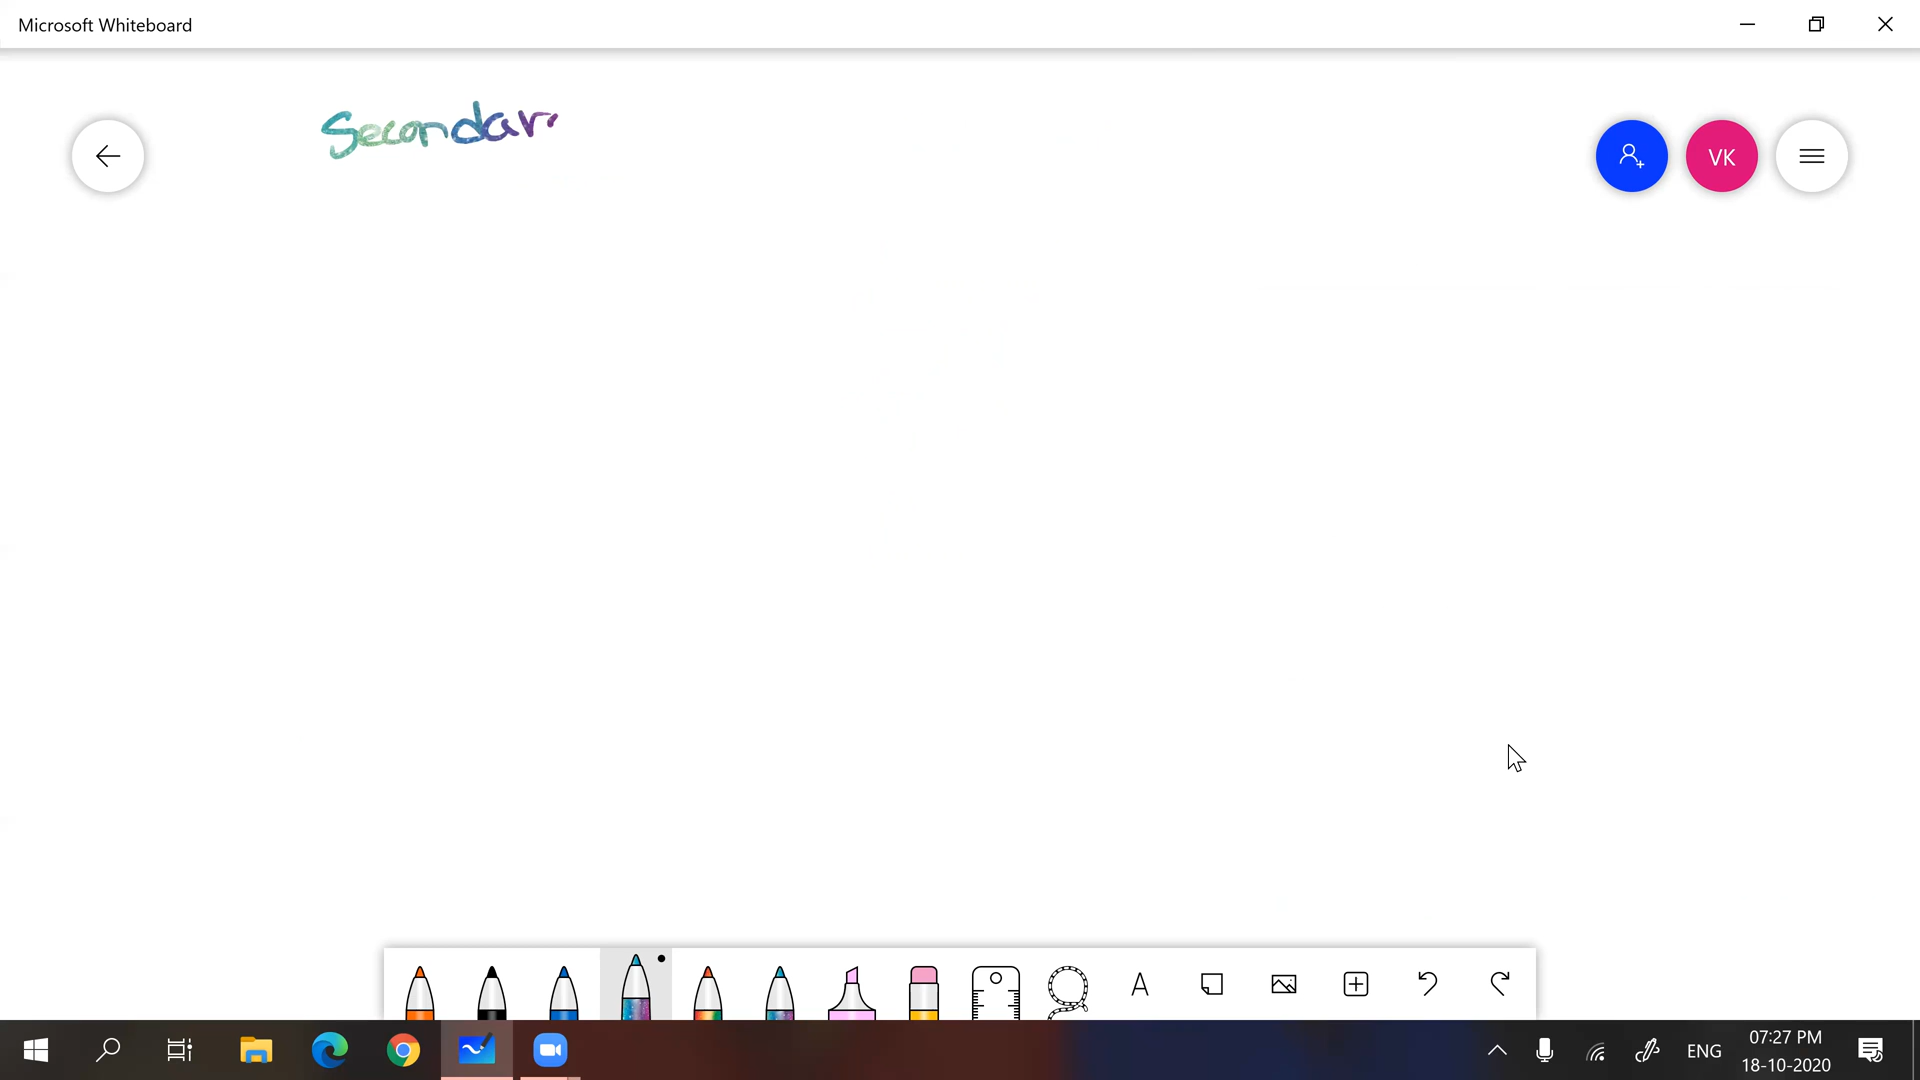 Microsoft Whiteboard
Secondar
VK
A
ENG
07:27 PM
18-10-2020